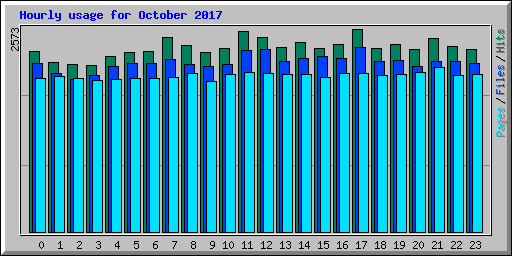 Hourly usage for October 2017
2573
Pages / Files / Hits
0 1 2 3 4 5 6 7 8 9 10 11 12 13 14 15 16 17 18 19 20 21 22 23